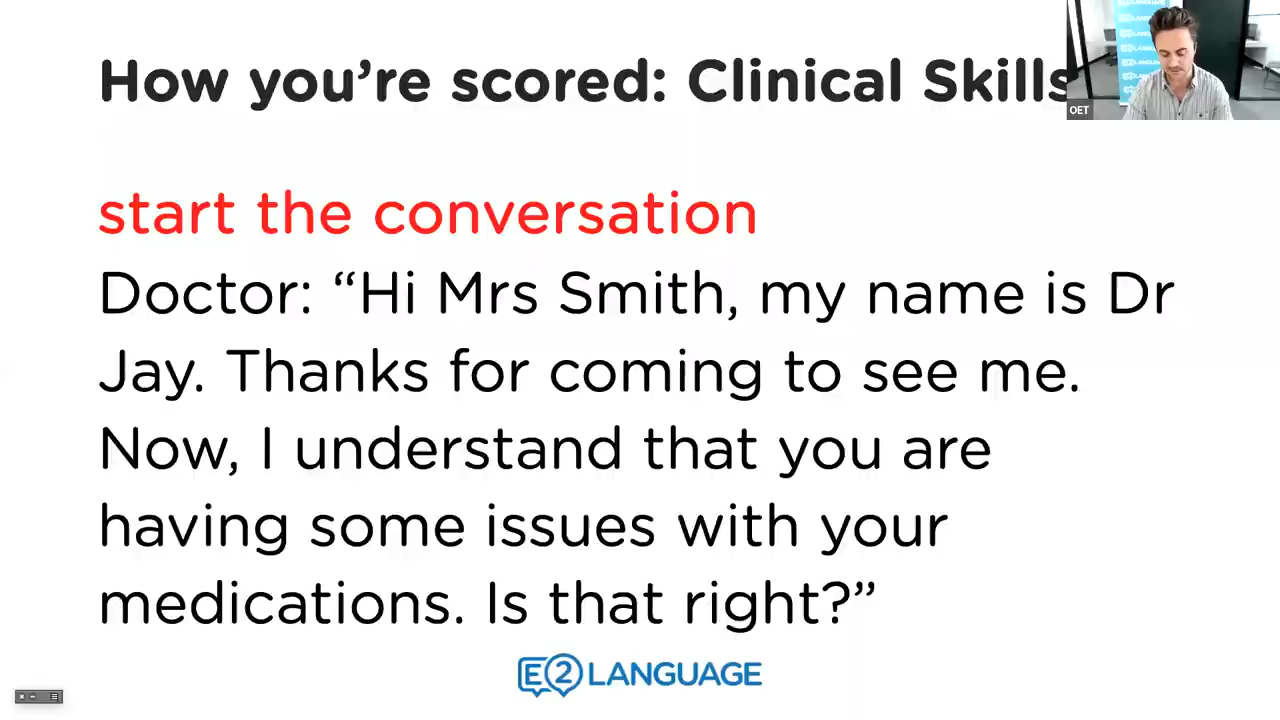 How you’re scored: Clinical Skills
OET
start the conversation
Doctor: “Hi Mrs Smith, my name is Dr
Jay. Thanks for coming to see me.
Now, I understand that you are
having some issues with your
medications. Is that right?”
E2 LANGUAGE